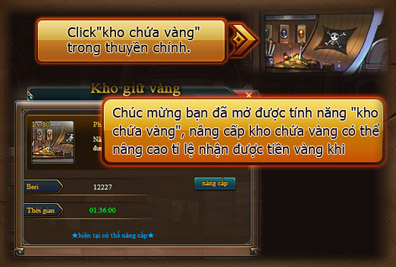 Click"kho chứa vàng"
trong thuyền chính.
Kho giữ vàng
Chúc mừng bạn đã mở được tính năng "kho
chứa vàng", nâng cấp kho chứa vàng có thể
nâng cao tỉ lệ nhận được tiền vàng khi
Beri 12227 nâng cấp
Thời gian 01:36:00
★hiện tại có thể nâng cấp★